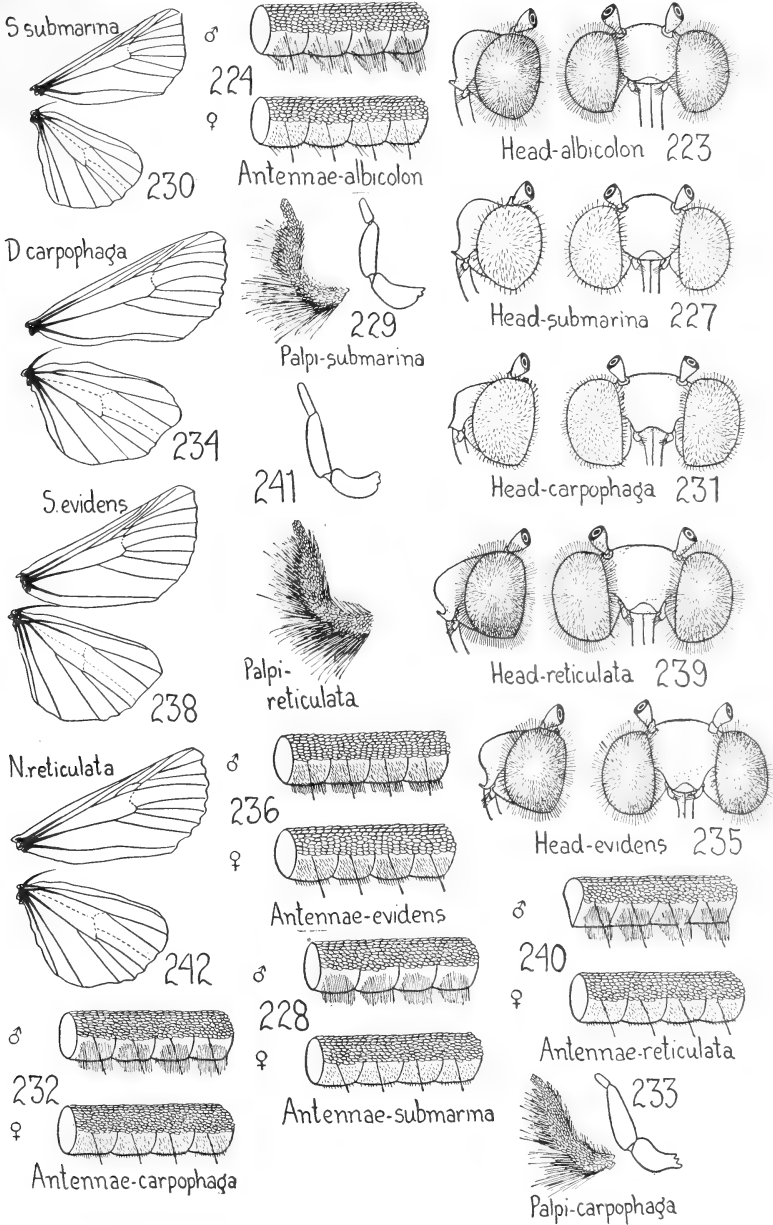 S submarina
230
♂
224
♀
Antennae-albicolon
Head-albicolon 223
D carpophaga
234
229
Palpi-submarina
Head-submarina 227
241
Head-carpophaga 231
S. evidens
238
Palpi-
reticulata
Head-reticulata 239
N. reticulata
242
♂
236
♀
Antennae-evidens
Head-evidens 235
♂
240
♀
Antennae-reticulata
♂
228
♀
Antennae-submarina
♂
232
♀
Antennae-carpophaga
233
Palpi-carpophaga